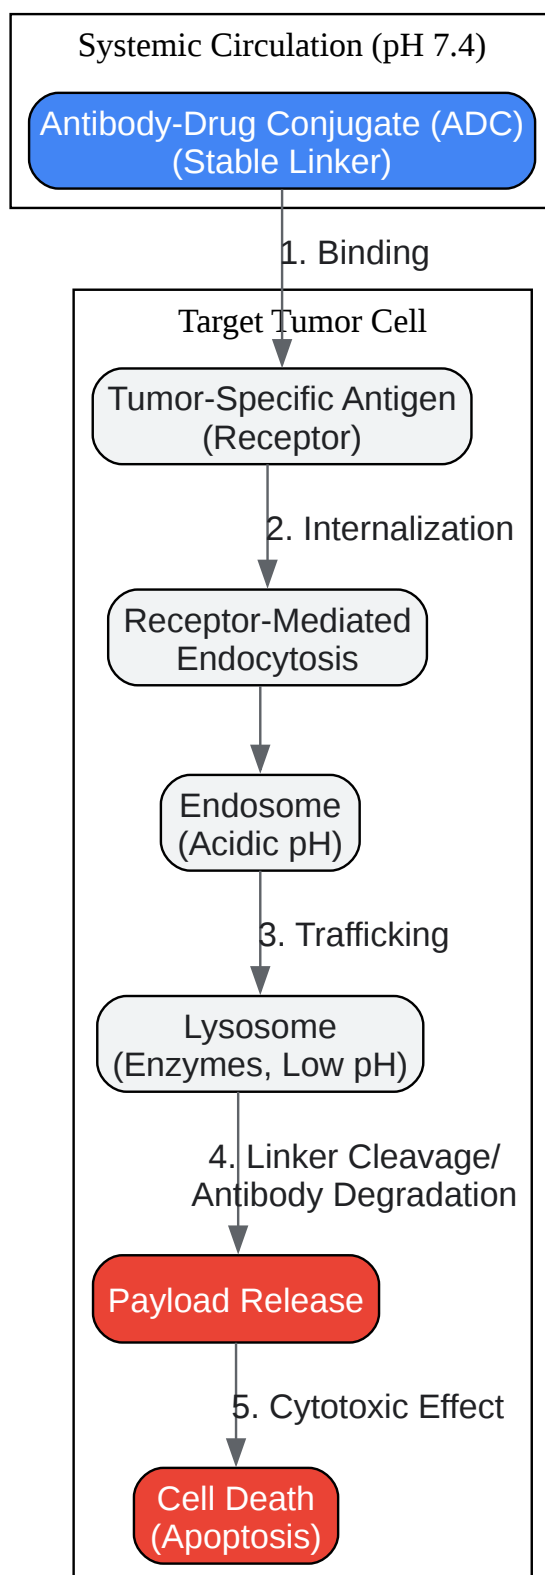 Systemic Circulation (pH 7.4)
Antibody-Drug Conjugate (ADC)
(Stable Linker)
1. Binding
Target Tumor Cell
Tumor-Specific Antigen
(Receptor)
2. Internalization
Receptor-Mediated
Endocytosis
Endosome
(Acidic pH)
3. Trafficking
Lysosome
(Enzymes, Low pH)
4. Linker Cleavage/
Antibody Degradation
Payload Release
5. Cytotoxic Effect
Cell Death
(Apoptosis)